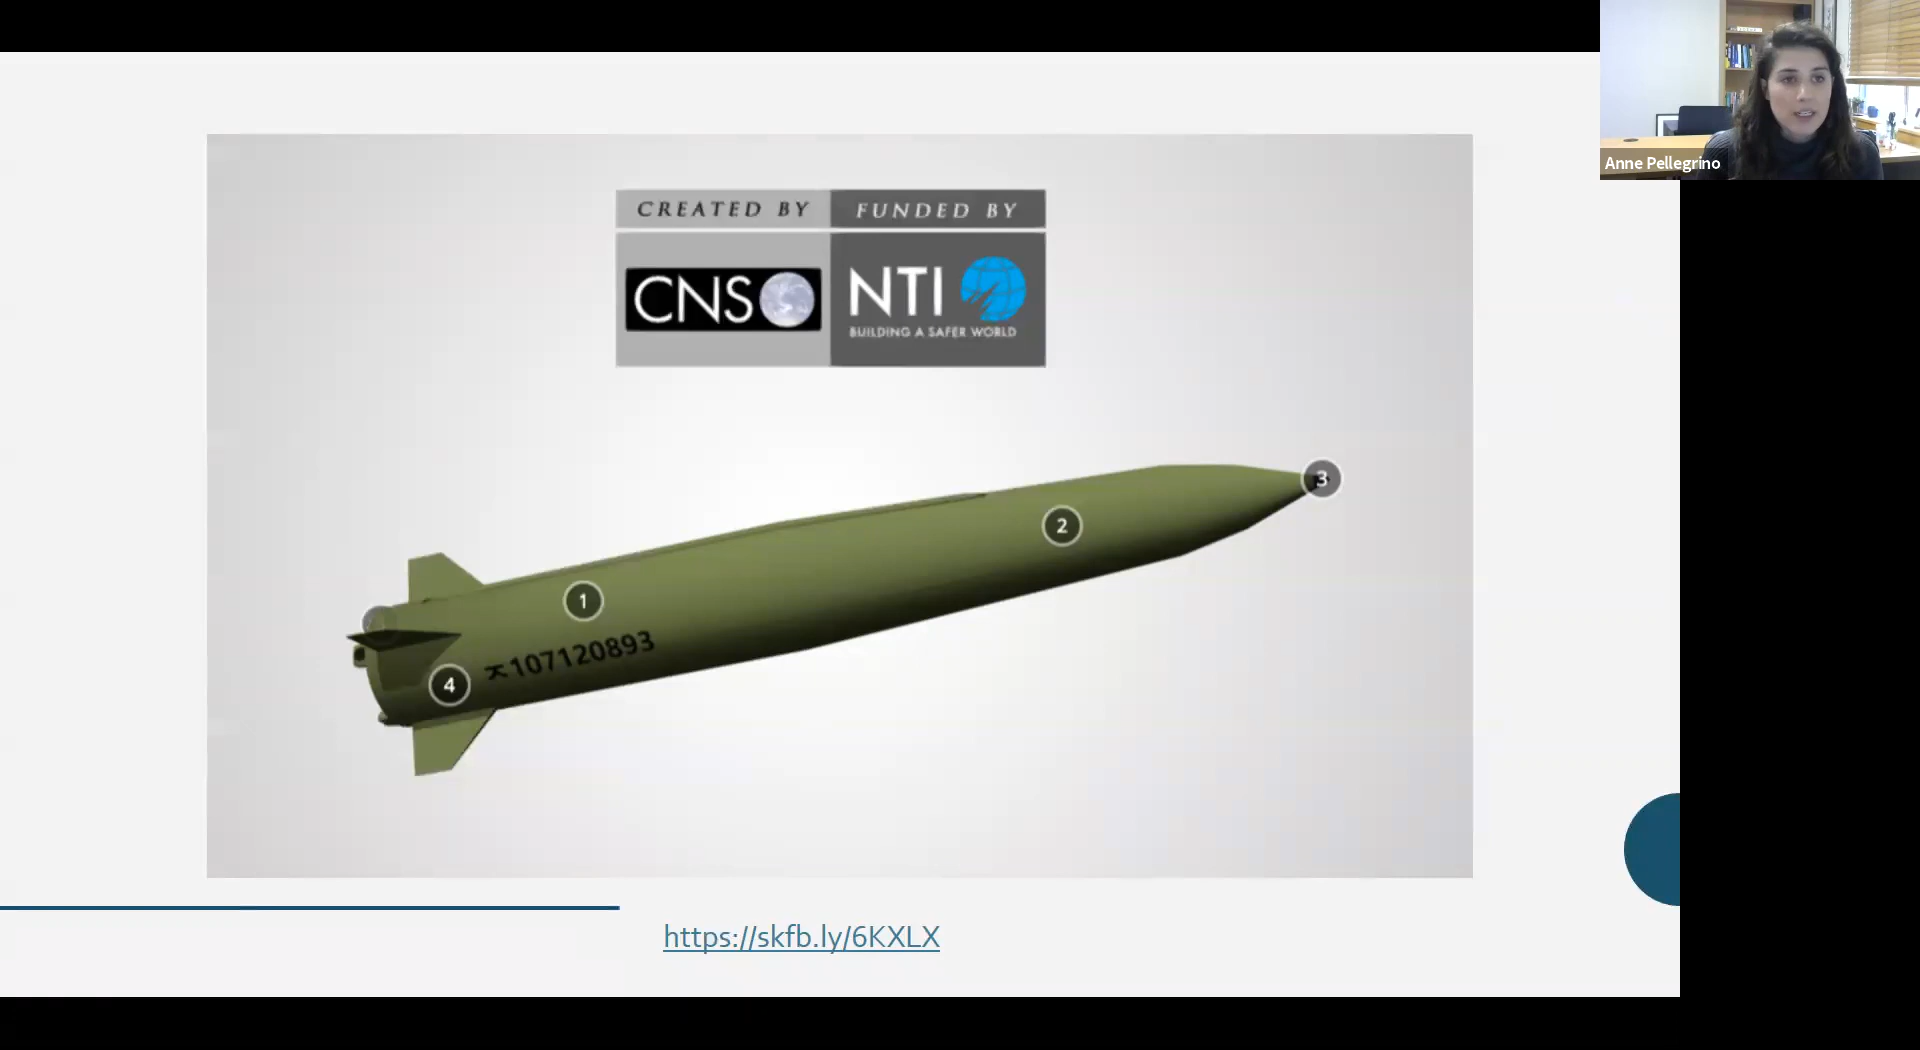 Anne Pellegrino
CREATED BY
FUNDED BY
CNS
NTI
BUILDING A SAFER WORLD
3
2
1
ㅈ107120893
4
https://skfb.ly/6KXLX